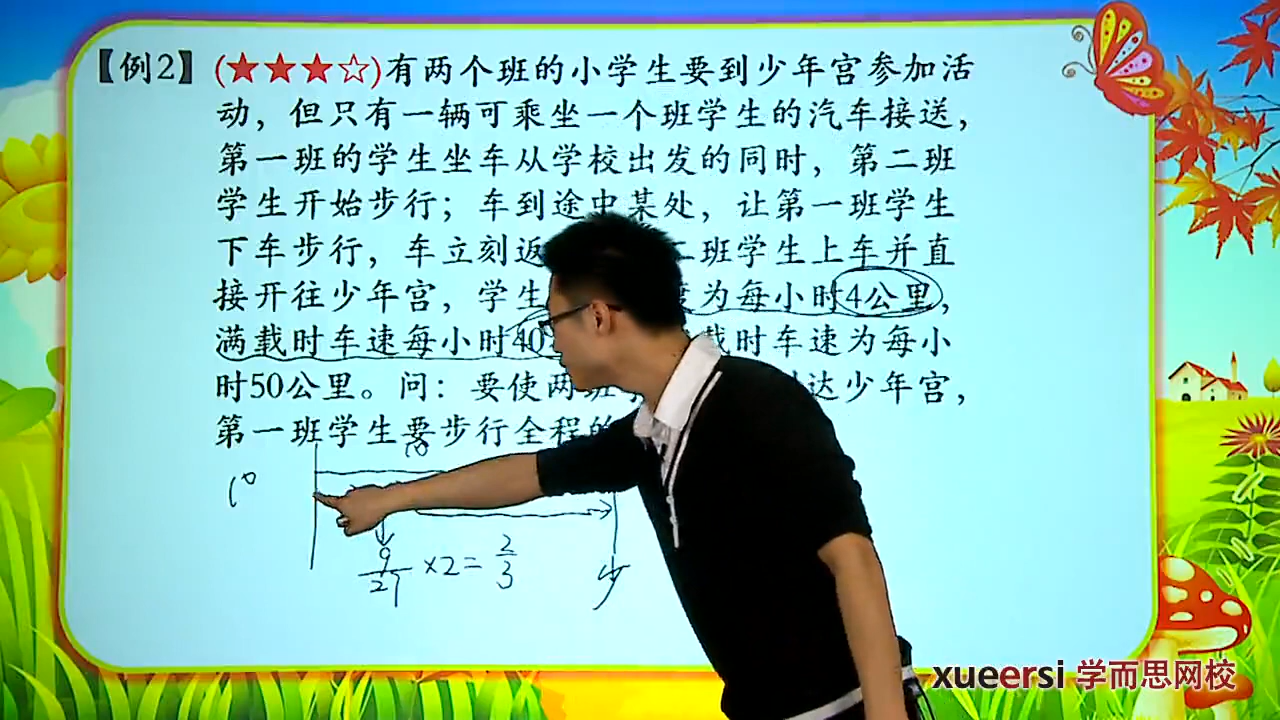 【例2】(★★★☆)有两个班的小学生要到少年宫参加活
动，但只有一辆可乘坐一个班学生的汽车接送，
第一班的学生坐车从学校出发的同时，第二班
学生开始步行；车到途中某处，让第一班学生
下车步行，车立刻返 二班学生上车并直
接开往少年宫，学生 度为每小时4公里，
满载时车速每小时40 载时车速为每小
时50公里。问：要使两班 达少年宫，
第一班学生要步行全程的
10
10
9/27 ×2= 2/3
少
xueersi 学而思网校